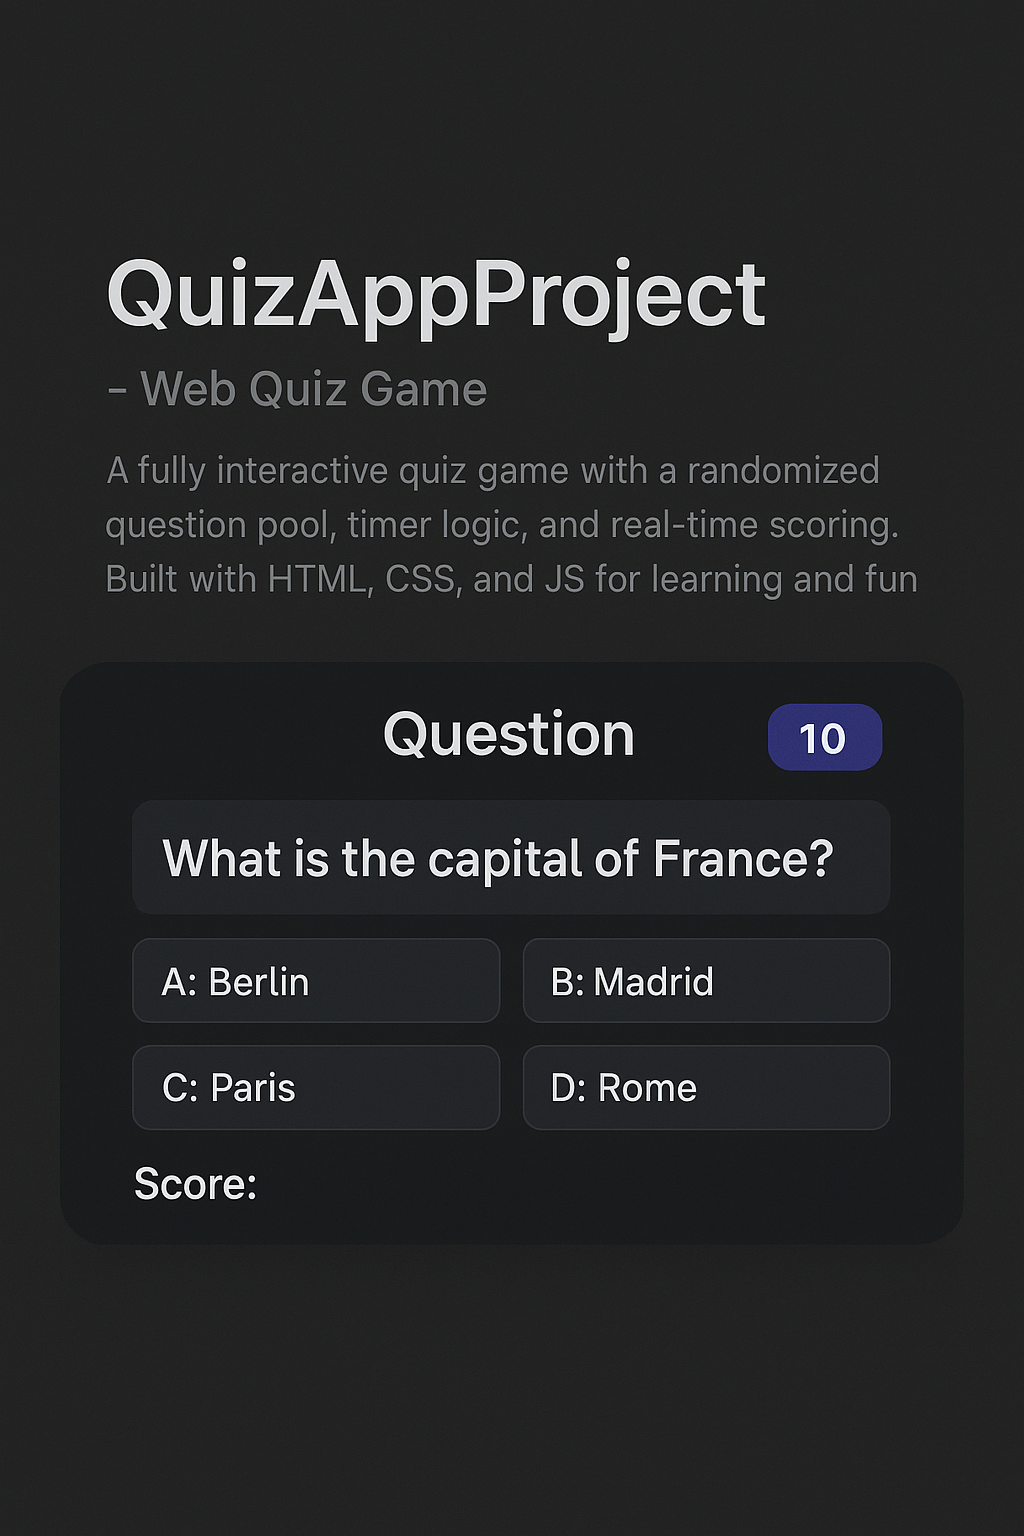 QuizAppProject
– Web Quiz Game
A fully interactive quiz game with a randomized
question pool, timer logic, and real-time scoring.
Built with HTML, CSS, and JS for learning and fun
Question 10
What is the capital of France?
A: Berlin B: Madrid
C: Paris D: Rome
Score: